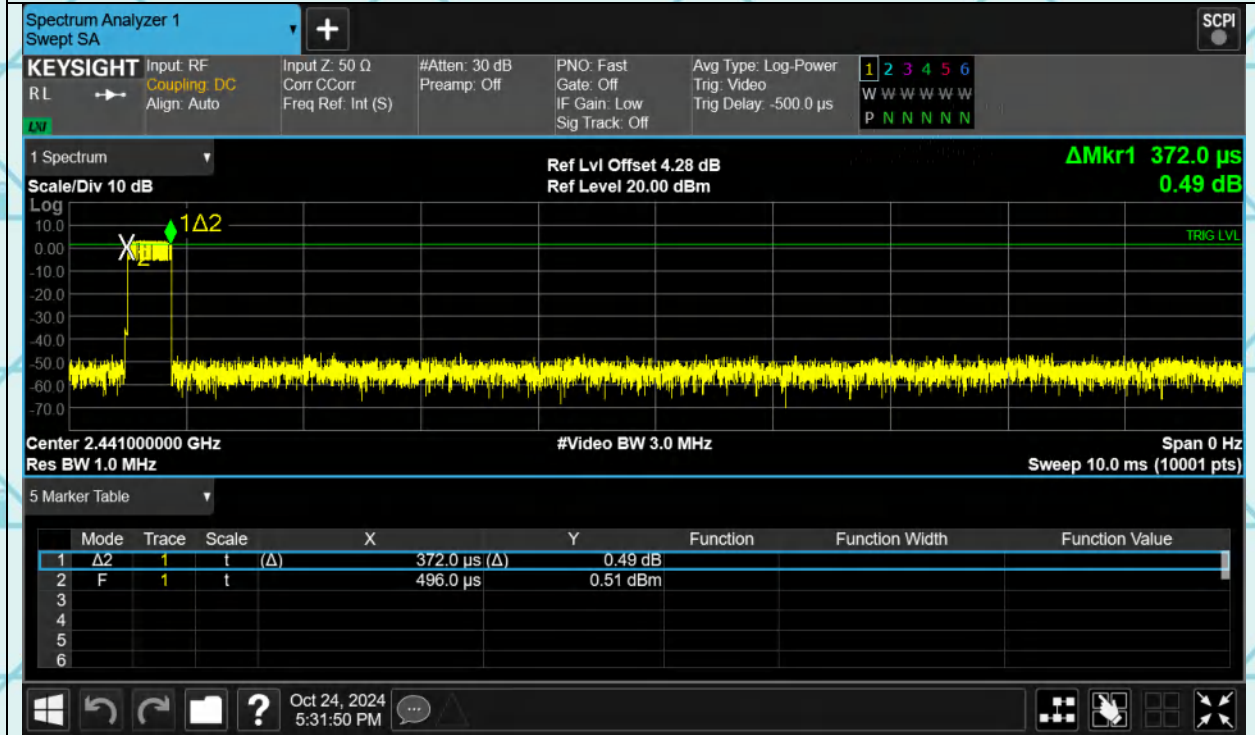 Spectrum Analyzer 1
Swept SA
SCPI
KEYSIGHT
RL
LXI
Input: RF
Coupling: DC
Align: Auto
Input Z: 50 Ω
Corr CCorr
Freq Ref: Int (S)
#Atten: 30 dB
Preamp: Off
PNO: Fast
Gate: Off
IF Gain: Low
Sig Track: Off
Avg Type: Log-Power
Trig: Video
Trig Delay: -500.0 µs
1 2 3 4 5 6
W W W W W W
P N N N N N
1 Spectrum
Scale/Div 10 dB
Ref Lvl Offset 4.28 dB
Ref Level 20.00 dBm
ΔMkr1 372.0 µs
0.49 dB
Log
10.0
0.00
-10.0
-20.0
-30.0
-40.0
-50.0
-60.0
-70.0
1Δ2
X2
TRIG LVL
Center 2.441000000 GHz
Res BW 1.0 MHz
#Video BW 3.0 MHz
Span 0 Hz
Sweep 10.0 ms (10001 pts)
5 Marker Table
Mode Trace Scale X Y Function Function Width Function Value
1 Δ2 1 t (Δ) 372.0 µs (Δ) 0.49 dB
2 F 1 t 496.0 µs 0.51 dBm
3
4
5
6
?
Oct 24, 2024
5:31:50 PM